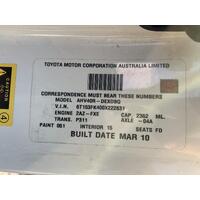 TOYOTA MOTOR CORPORATION AUSTRALIA LIMITED
CORRESPONDENCE MUST BEAR THESE NUMBERS
MODEL AHV40R-DEXDBQ
V.I.N. 6T153FK400X222631
ENGINE 2AZ-FXE CAP. 2362 ML.
TRANS. P311 AXLE -04A
PAINT 061 INTERIOR 15 SEATS FD
BUILT DATE MAR 10